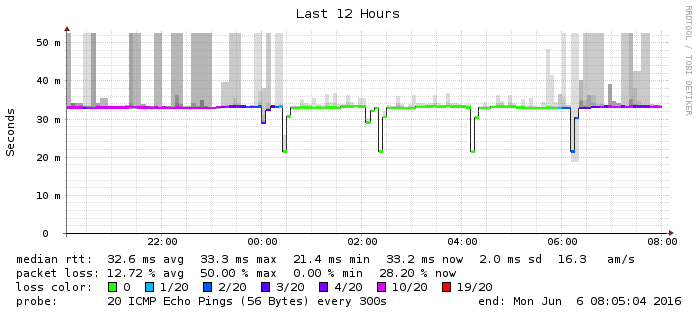 Last 12 Hours
RRDTOOL / TOBI OETIKER
Seconds
50 m
40 m
30 m
20 m
10 m
0
22:00 00:00 02:00 04:00 06:00 08:00
median rtt: 32.6 ms avg 33.3 ms max 21.4 ms min 33.2 ms now 2.0 ms sd 16.3 am/s
packet loss: 12.72 % avg 50.00 % max 0.00 % min 28.20 % now
loss color: 0 1/20 2/20 3/20 4/20 10/20 19/20
probe: 20 ICMP Echo Pings (56 Bytes) every 300s end: Mon Jun 6 08:05:04 2016